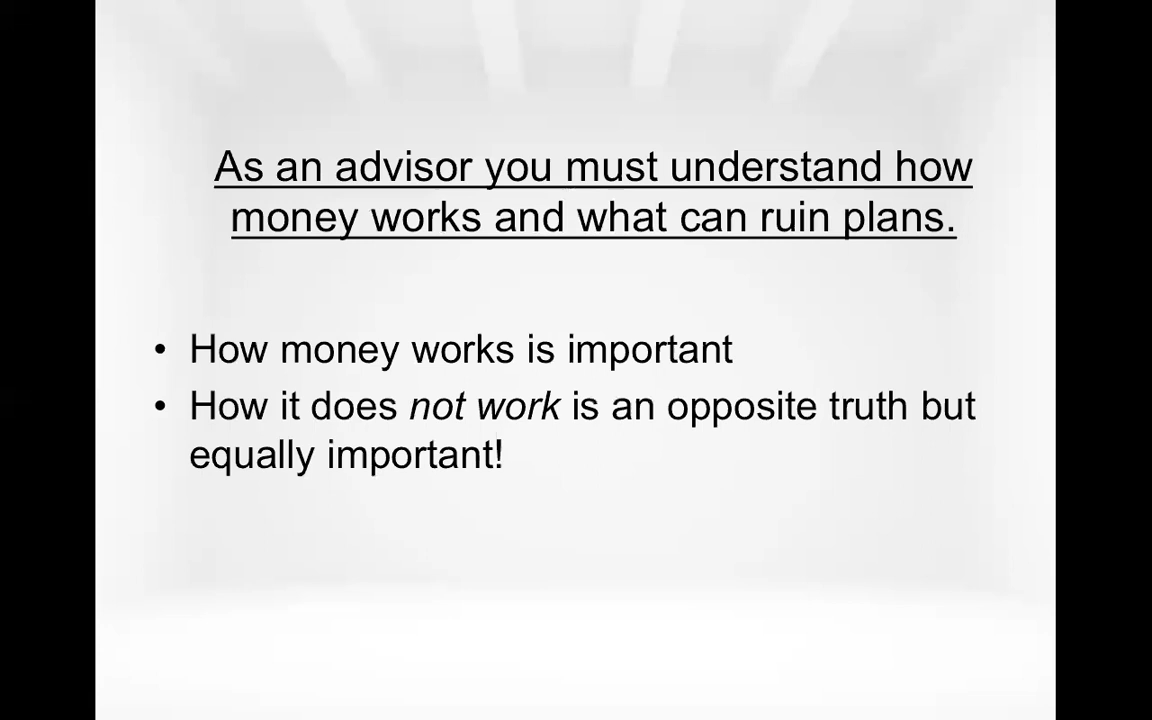 As an advisor you must understand how
money works and what can ruin plans.
• How money works is important
• How it does not work is an opposite truth but
equally important!